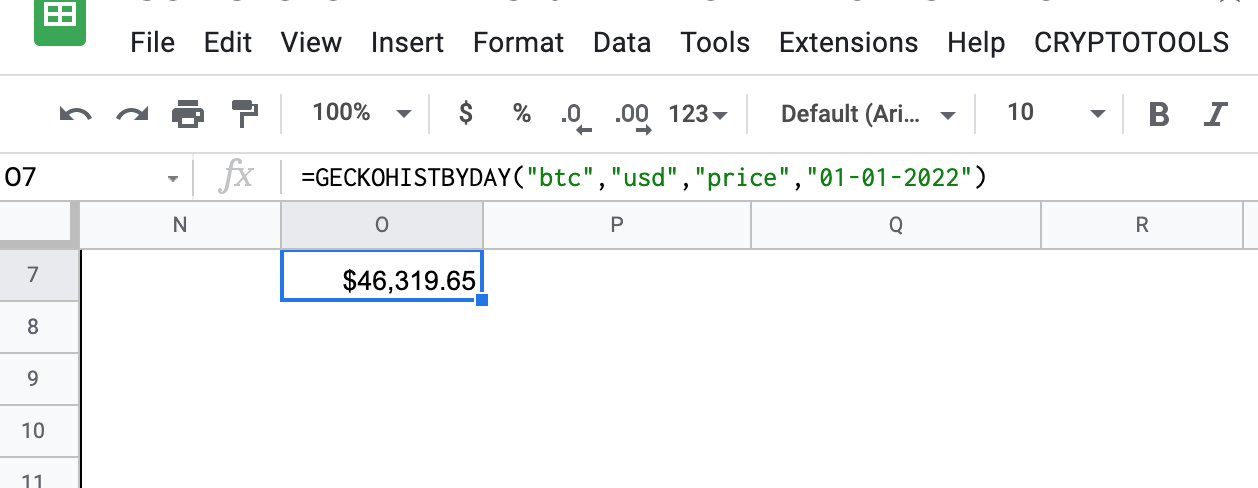 File Edit View Insert Format Data Tools Extensions Help CRYPTOTOOLS
100% $ % .0 .00 123 Default (Ari... 10 B I
O7 fx =GECKOHISTBYDAY("btc","usd","price","01-01-2022")
N O P Q R
7 $46,319.65
8
9
10
11